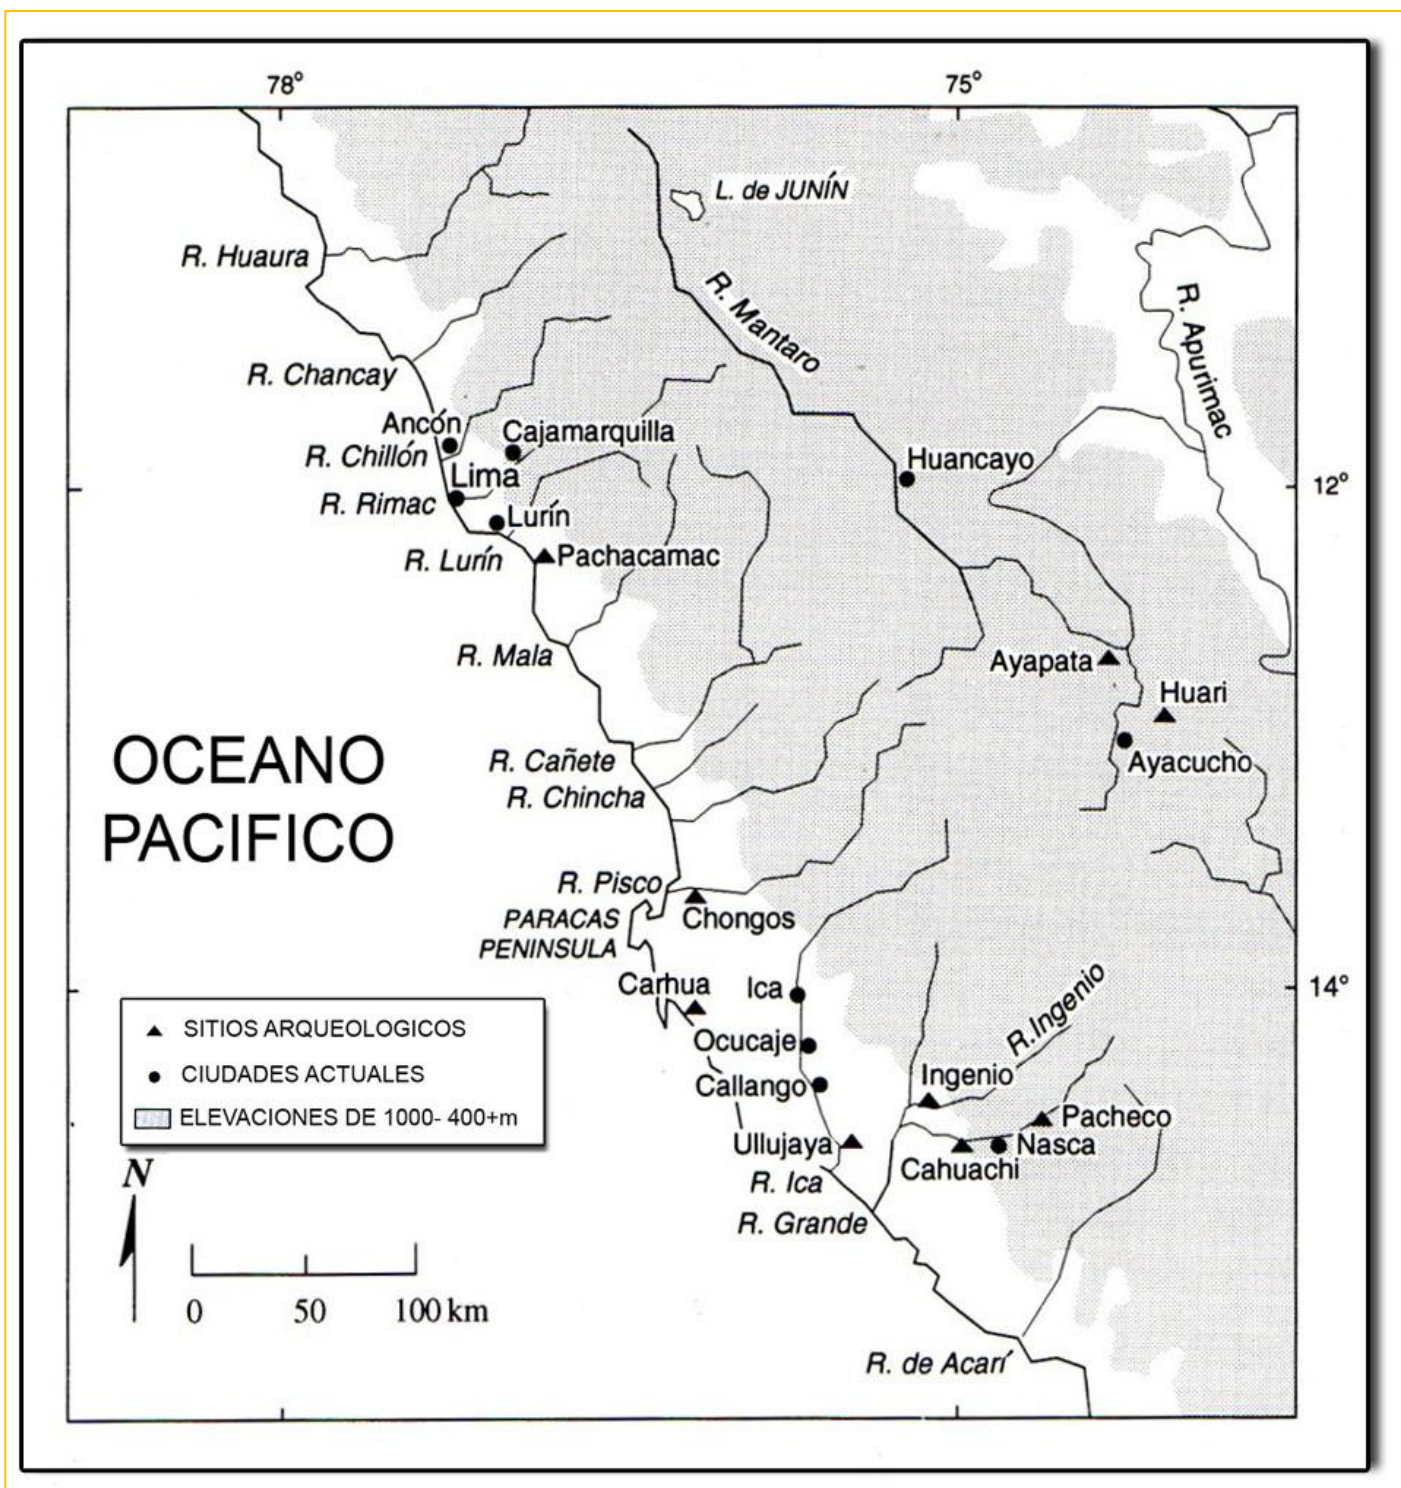 78°
75°
L. de JUNÍN
R. Huaura
R. Mantaro
R. Apurimac
R. Chancay
Ancón
Cajamarquilla
R. Chillón
Huancayo
Lima
12°
R. Rimac
Lurín
R. Lurín
Pachacamac
R. Mala
Ayapata
Huari
OCEANO
PACIFICO
R. Cañete
Ayacucho
R. Chincha
R. Pisco
PARACAS
PENINSULA
Chongos
Carhua
Ica
14°
R.Ingenio
Ocucaje
Callango
Ingenio
Pacheco
Ullujaya
Nasca
Cahuachi
R. Ica
R. Grande
R. de Acarí
SITIOS ARQUEOLOGICOS
CIUDADES ACTUALES
ELEVACIONES DE 1000- 400+m
N
0 50 100 km